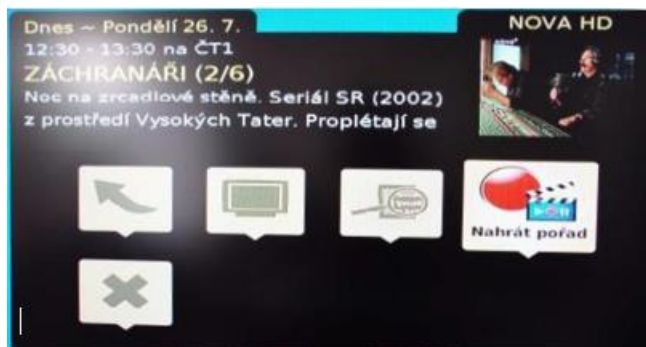 Dnes ~ Pondělí 26. 7.
12:30 - 13:30 na ČT1
ZÁCHRANÁŘI (2/6)
Noc na zrcadlové stěně. Seriál SR (2002)
z prostředí Vysokých Tater. Proplétají se
NOVA HD
Nahrát pořad